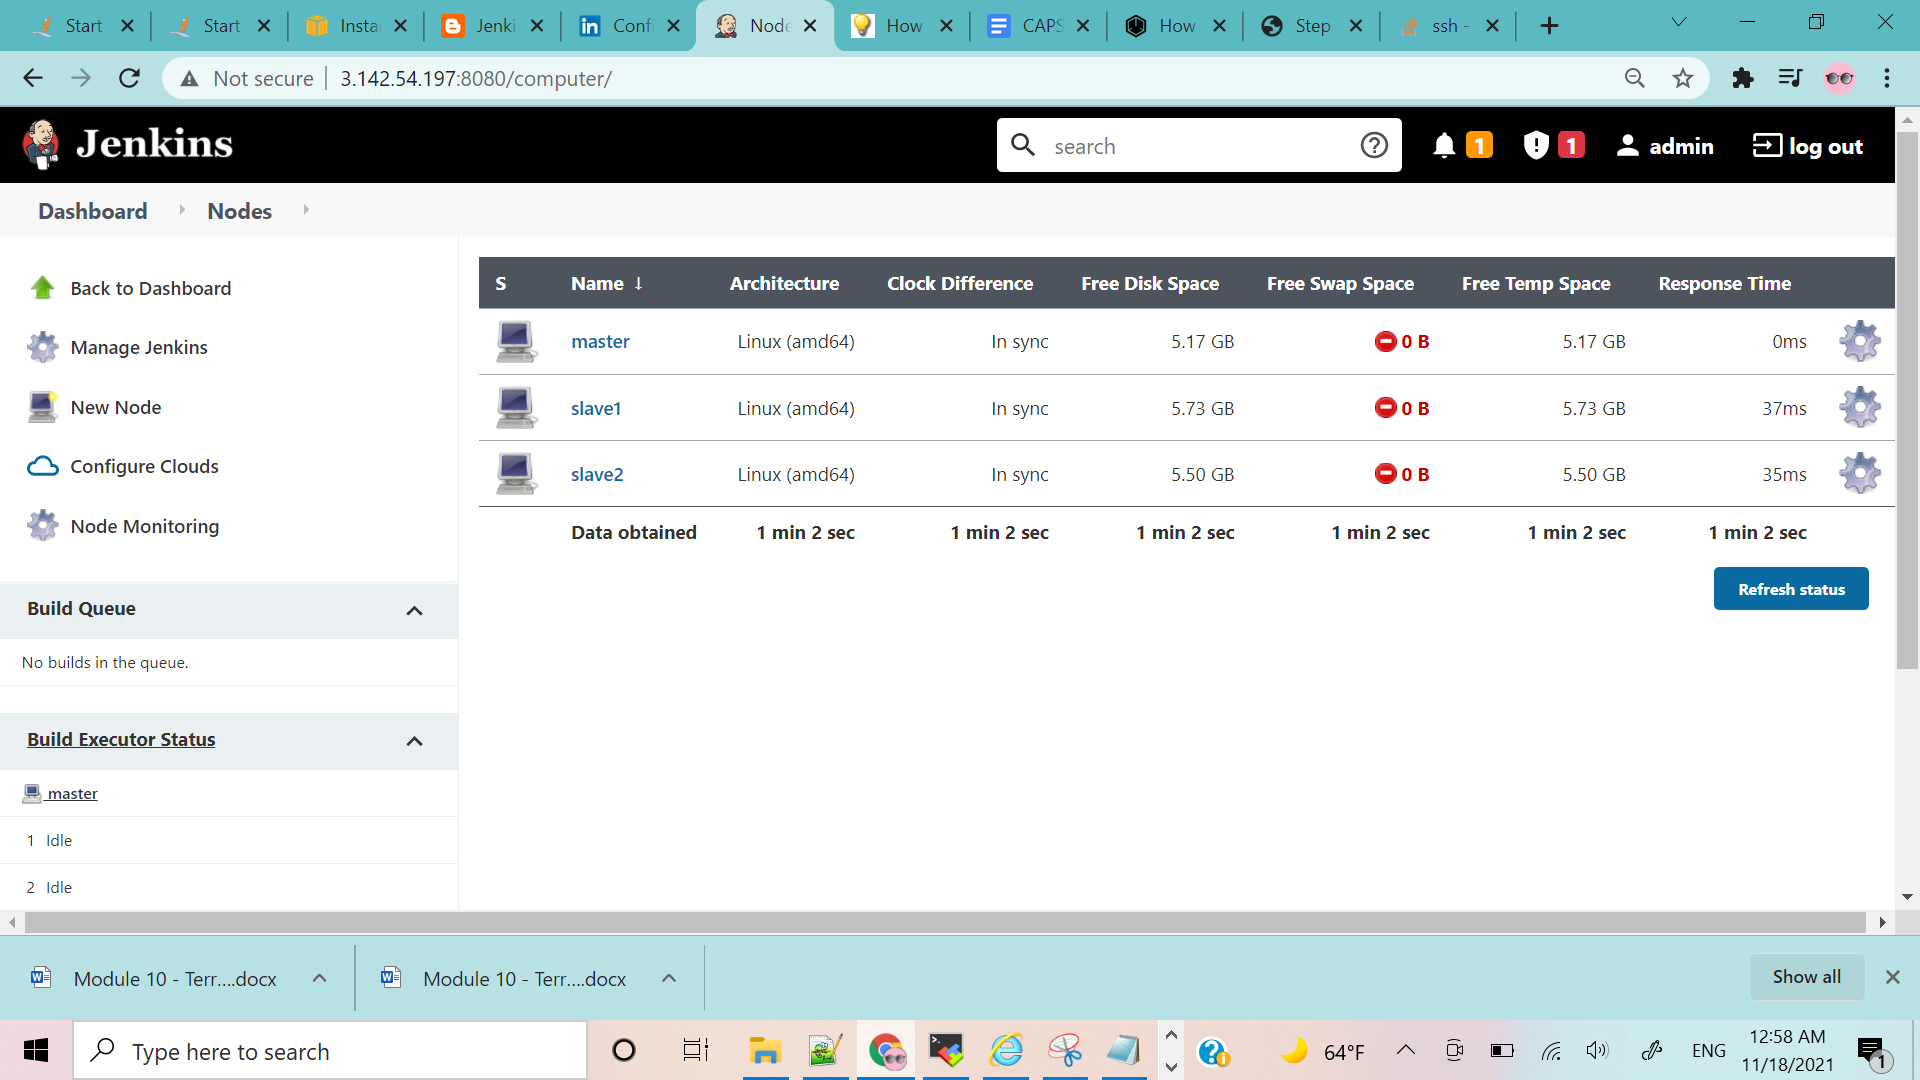 Start
Start
Insta
Jenki
Confi
Node
How
CAPS
How
Step
ssh -
Not secure
3.142.54.197:8080/computer/
Jenkins
search
1
1
admin
log out
Dashboard
Nodes
Back to Dashboard
Manage Jenkins
New Node
Configure Clouds
Node Monitoring
Build Queue
No builds in the queue.
Build Executor Status
master
1 Idle
2 Idle
S Name ↓ Architecture Clock Difference Free Disk Space Free Swap Space Free Temp Space Response Time
master Linux (amd64) In sync 5.17 GB 0 B 5.17 GB 0ms
slave1 Linux (amd64) In sync 5.73 GB 0 B 5.73 GB 37ms
slave2 Linux (amd64) In sync 5.50 GB 0 B 5.50 GB 35ms
Data obtained 1 min 2 sec 1 min 2 sec 1 min 2 sec 1 min 2 sec 1 min 2 sec 1 min 2 sec
Refresh status
Module 10 - Terr....docx
Module 10 - Terr....docx
Show all
Type here to search
64°F
ENG
12:58 AM
11/18/2021
1